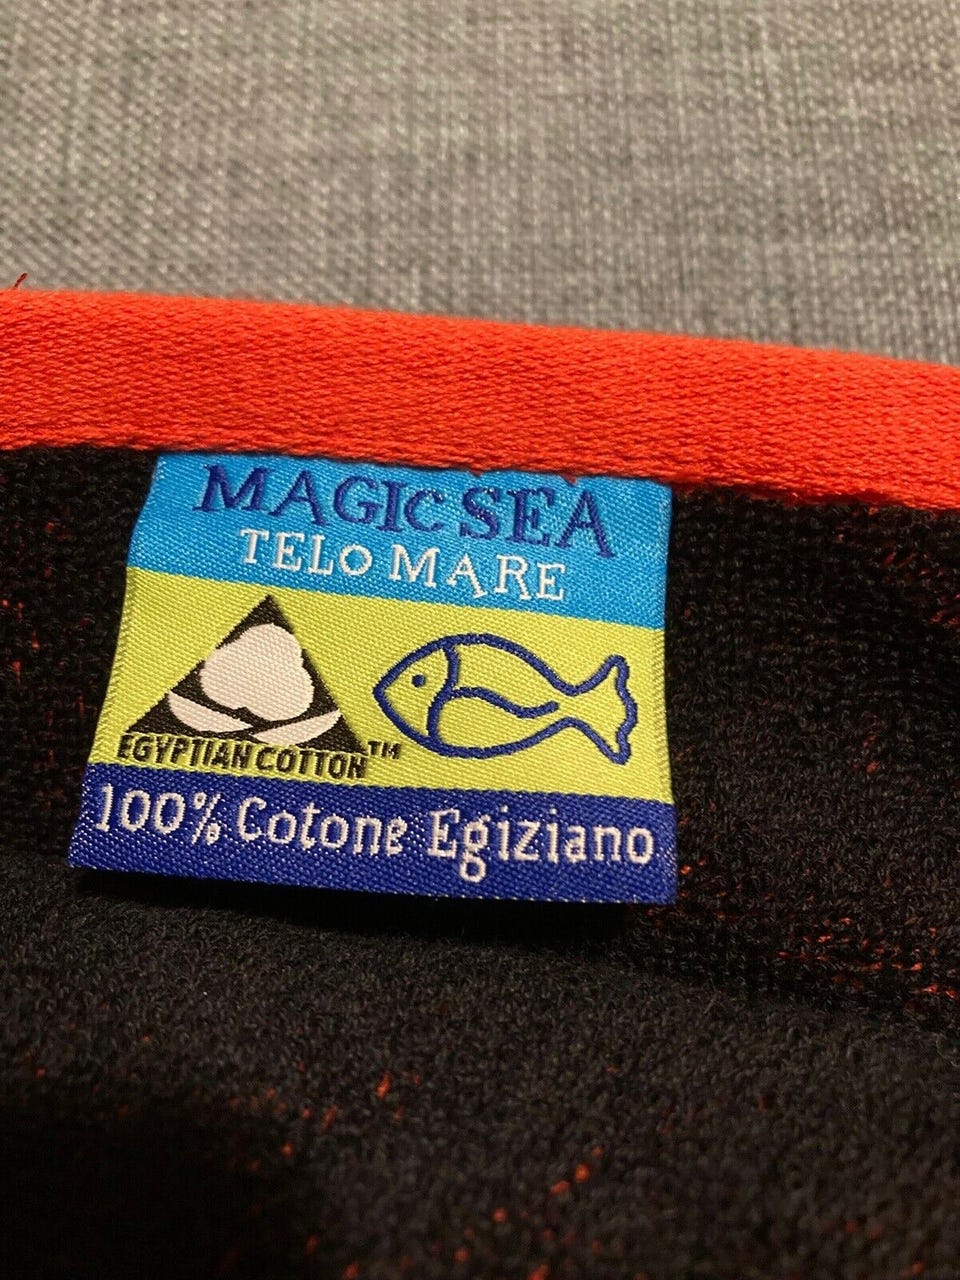 MAGIC SEA
TELO MARE
EGYPTIAN COTTON™
100% Cotone Egiziano